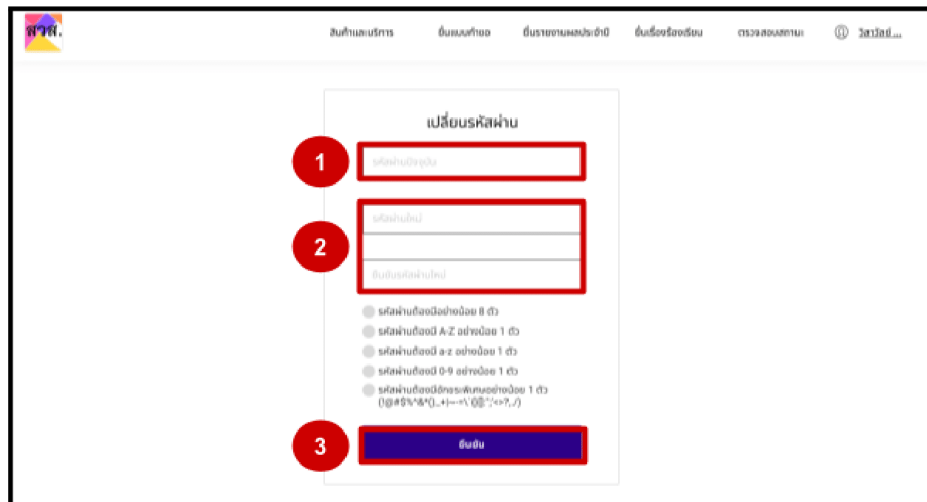 สวส.
สินค้าและบริการ ยื่นแบบคำขอ ยื่นรายงานผลประจำปี ยื่นเรื่องร้องเรียน ตรวจสอบสถานะ วิสาวัลย์ ...
เปลี่ยนรหัสผ่าน
1 รหัสผ่านปัจจุบัน
รหัสผ่านใหม่
2
ยืนยันรหัสผ่านใหม่
รหัสผ่านต้องมีอย่างน้อย 8 ตัว
รหัสผ่านต้องมี A-Z อย่างน้อย 1 ตัว
รหัสผ่านต้องมี a-z อย่างน้อย 1 ตัว
รหัสผ่านต้องมี 0-9 อย่างน้อย 1 ตัว
รหัสผ่านต้องมีอักขระพิเศษอย่างน้อย 1 ตัว
3 ยืนยัน